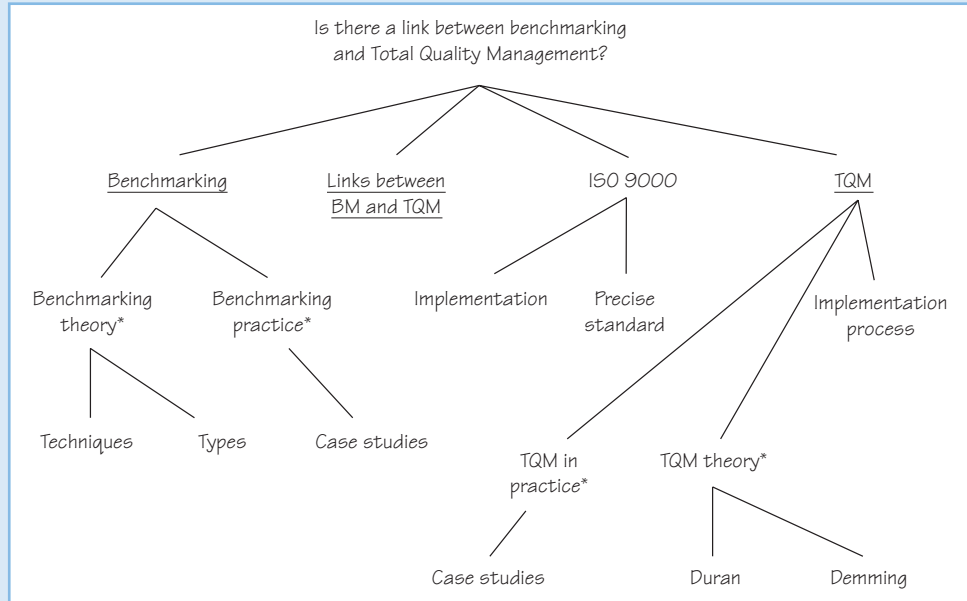 Is there a link between benchmarking
and Total Quality Management?
Benchmarking
Links between
BM and TQM
ISO 9000
TQM
Benchmarking
theory*
Benchmarking
practice*
Implementation
Precise
standard
Implementation
process
Techniques
Types
Case studies
TQM in
practice*
TQM theory*
Case studies
Duran
Demming